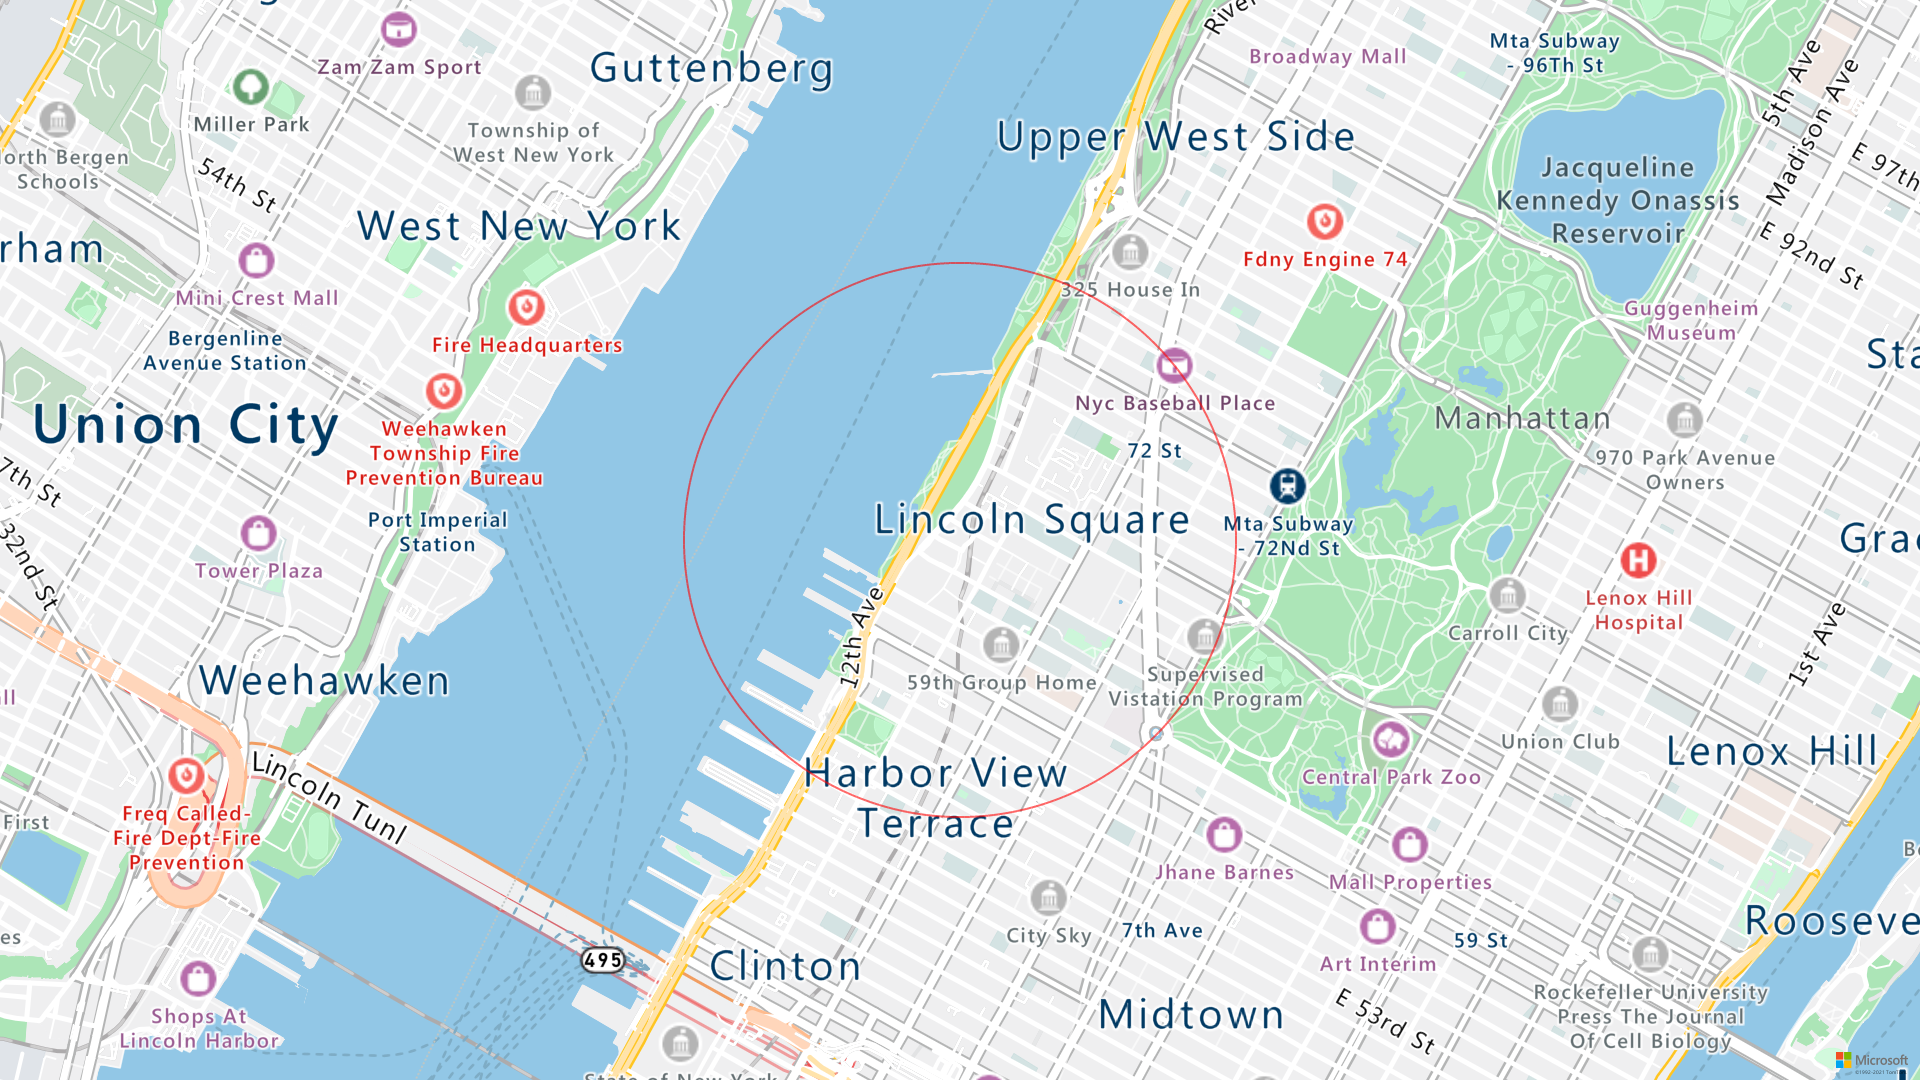 Zam Zam Sport
Guttenberg
Broadway Mall
Mta Subway
- 96Th St
5th Ave
Madison Ave
Miller Park
Township of
West New York
Upper West Side
orth Bergen
Schools
54th St
Jacqueline
Kennedy Onassis
Reservoir
E 97th
West New York
rham
Fdny Engine 74
E 92nd St
325 House In
Mini Crest Mall
Guggenheim
Museum
Bergenline
Avenue Station
Fire Headquarters
Sta
Union City
Weehawken
Township Fire
Prevention Bureau
Nyc Baseball Place
Manhattan
72 St
970 Park Avenue
Owners
7th St
Port Imperial
Station
Lincoln Square
Mta Subway
- 72Nd St
Grac
32nd St
Tower Plaza
12th Ave
Lenox Hill
Hospital
Carroll City
1st Ave
Weehawken
59th Group Home
Supervised
Vistation Program
ll
Union Club
Lenox Hill
Lincoln Tunl
Harbor View
Terrace
Central Park Zoo
First
Freq Called-
Fire Dept-Fire
Prevention
Jhane Barnes
Mall Properties
es
City Sky
7th Ave
59 St
Rooseve
495
Clinton
Art Interim
Shops At
Lincoln Harbor
Midtown
E 53rd St
Rockefeller University
Press The Journal
Of Cell Biology
State of New York
Microsoft